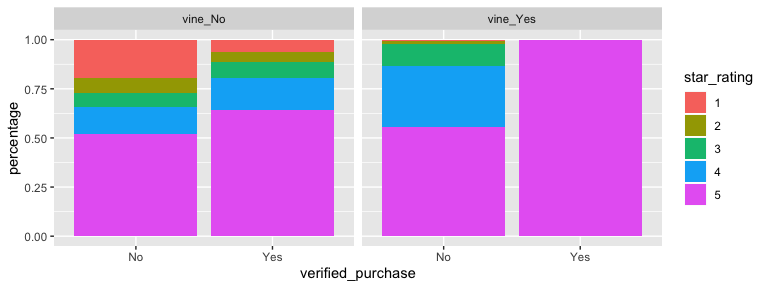 vine_No
vine_Yes
1.00
0.75
0.50
0.25
0.00
percentage
No
Yes
No
Yes
verified_purchase
star_rating
1
2
3
4
5